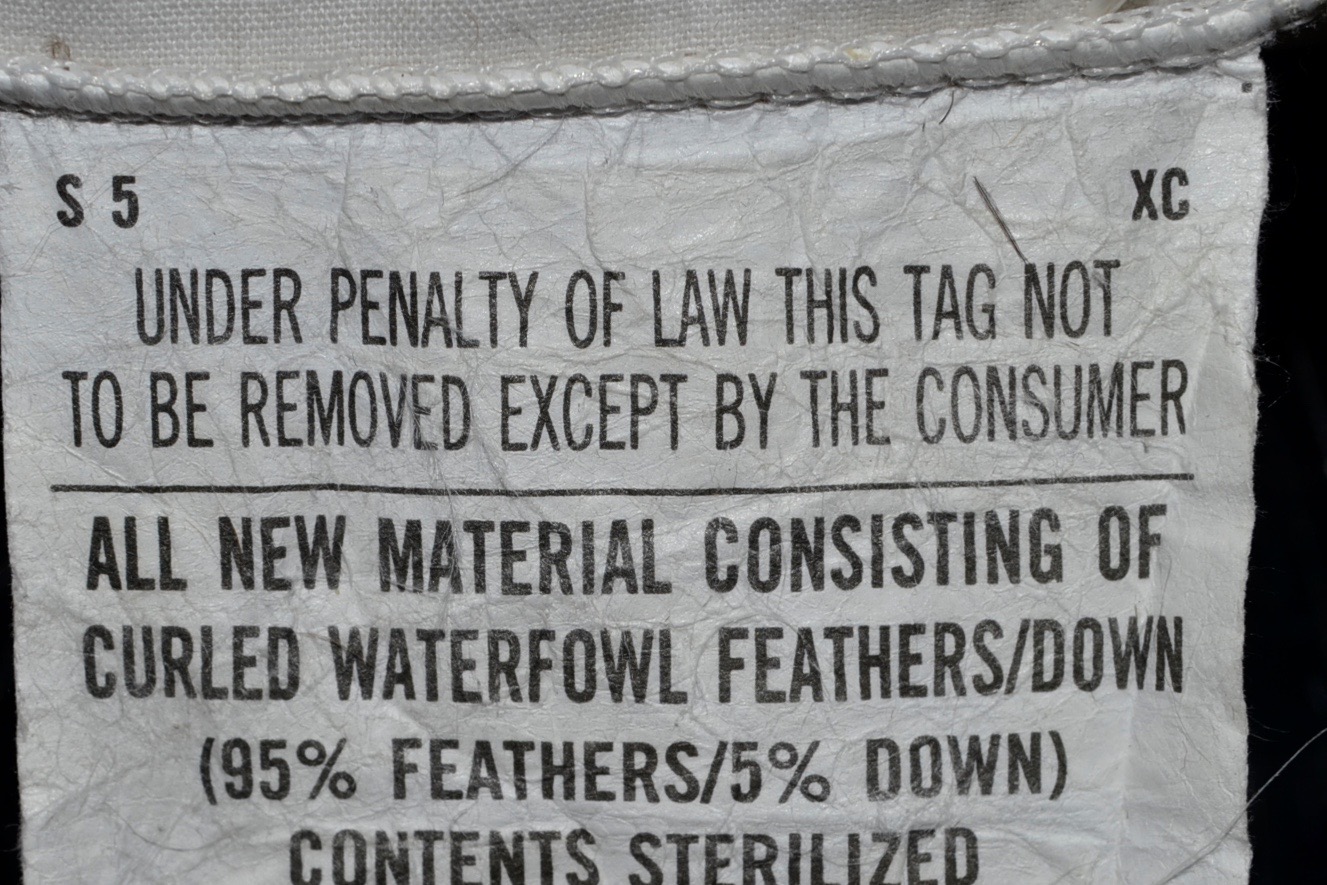 S 5 XC
UNDER PENALTY OF LAW THIS TAG NOT
TO BE REMOVED EXCEPT BY THE CONSUMER
ALL NEW MATERIAL CONSISTING OF
CURLED WATERFOWL FEATHERS/DOWN
(95% FEATHERS/5% DOWN)
CONTENTS STERILIZED